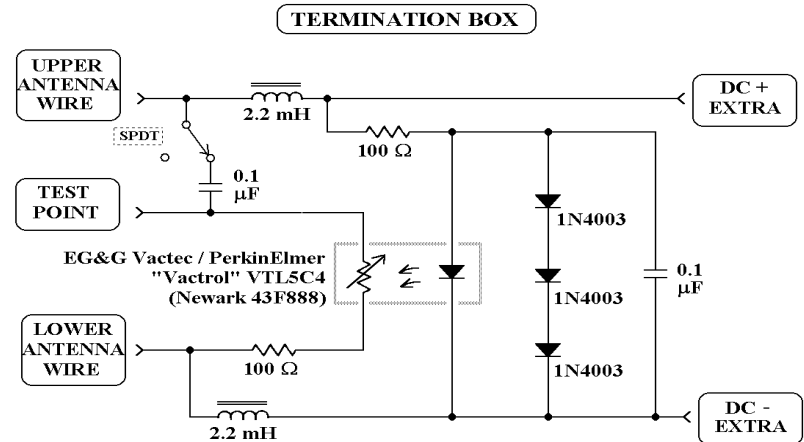 TERMINATION BOX
UPPER
ANTENNA
WIRE
2.2 mH
DC +
EXTRA
SPDT
100 Ω
0.1
µF
TEST
POINT
1N4003
EG&G Vactec / PerkinElmer
"Vactrol" VTL5C4
(Newark 43F888)
1N4003
0.1
µF
LOWER
ANTENNA
WIRE
100 Ω
1N4003
2.2 mH
DC -
EXTRA